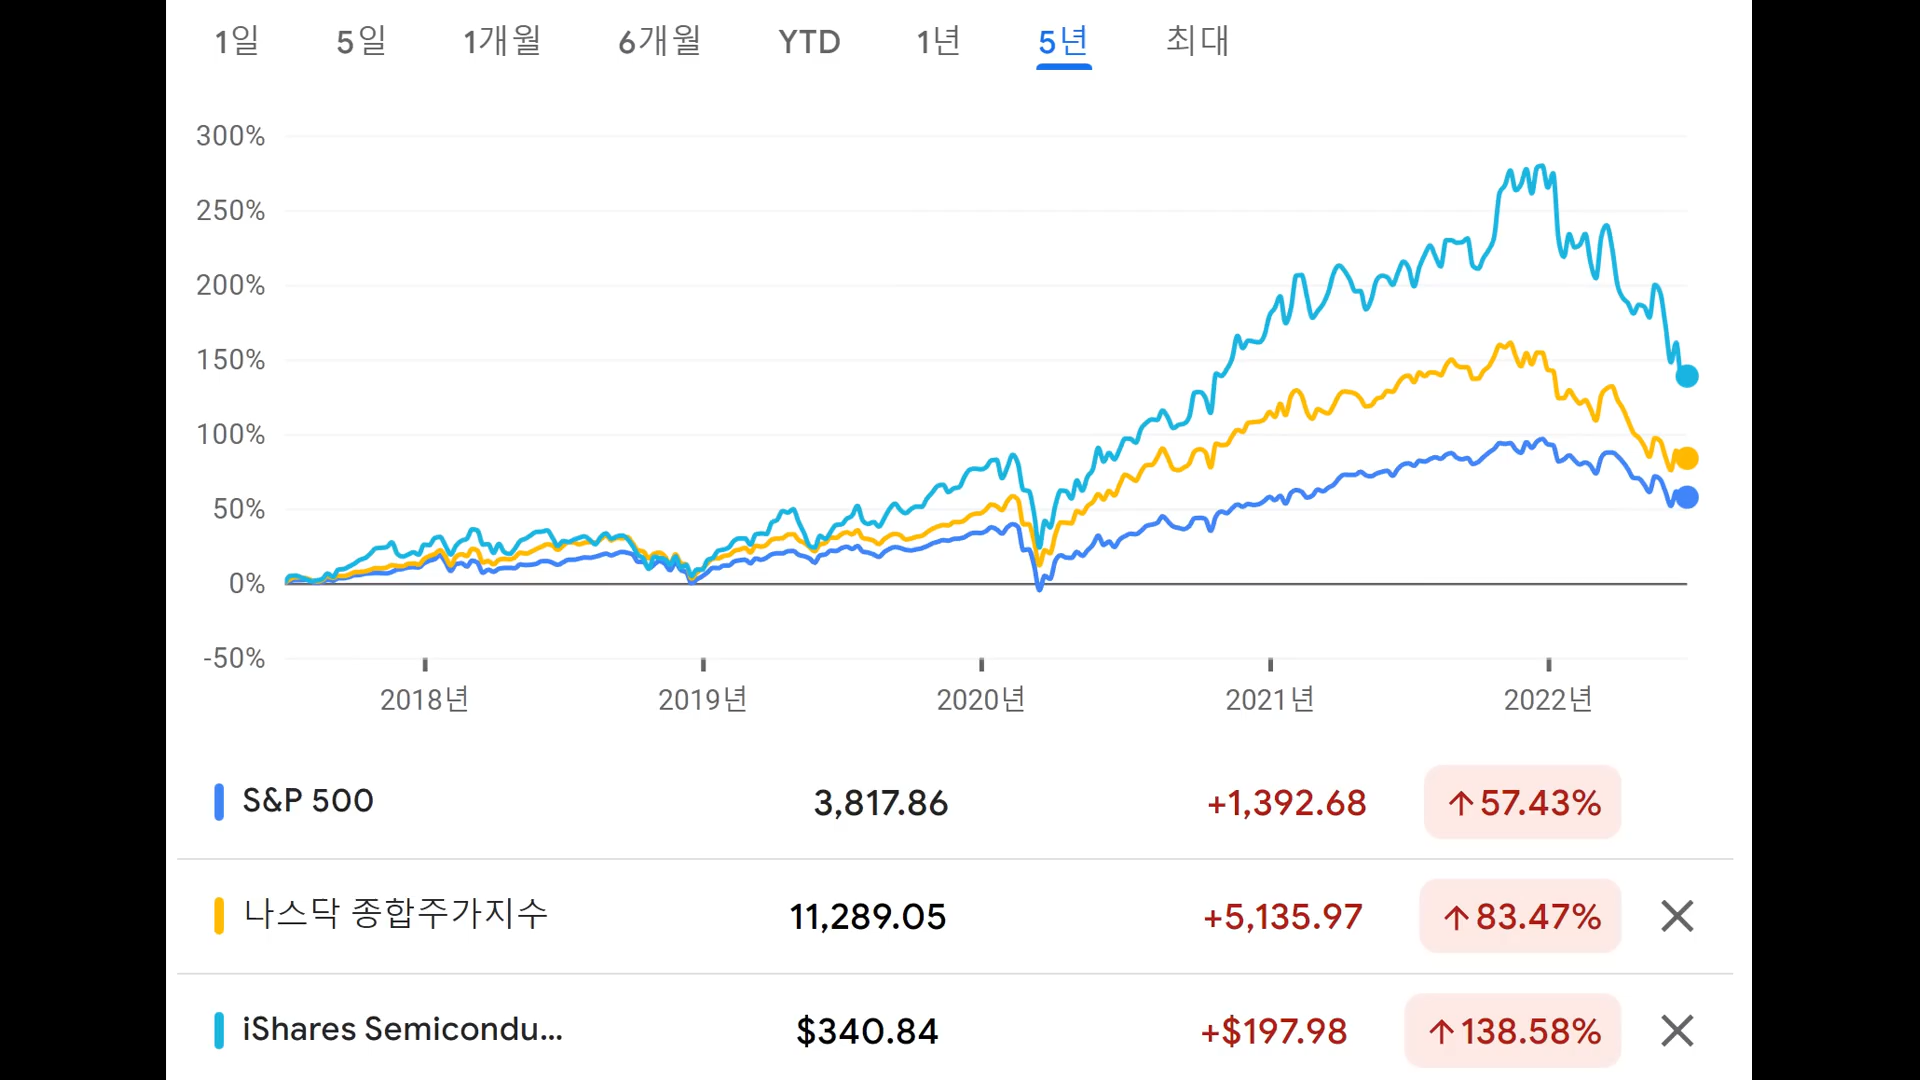 1일 5일 1개월 6개월 YTD 1년 5년 최대
300%
250%
200%
150%
100%
50%
0%
-50%
2018년 2019년 2020년 2021년 2022년
S&P 500 3,817.86 +1,392.68 ↑57.43%
나스닥 종합주가지수 11,289.05 +5,135.97 ↑83.47%
iShares Semicondu... $340.84 +$197.98 ↑138.58%